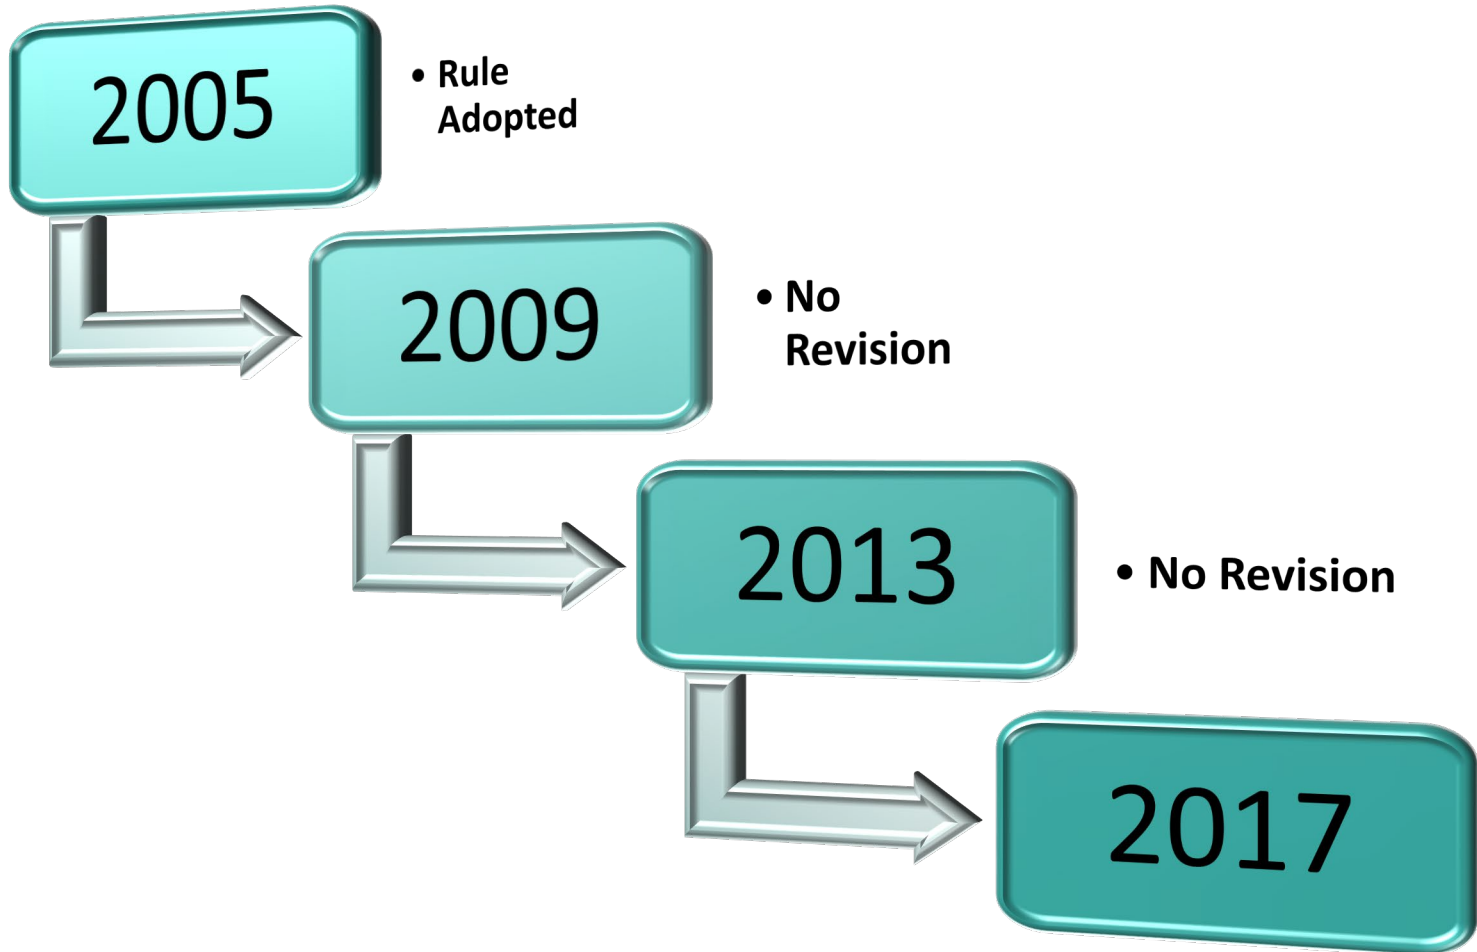 2005
• Rule
Adopted
2009
• No
Revision
2013
• No Revision
2017